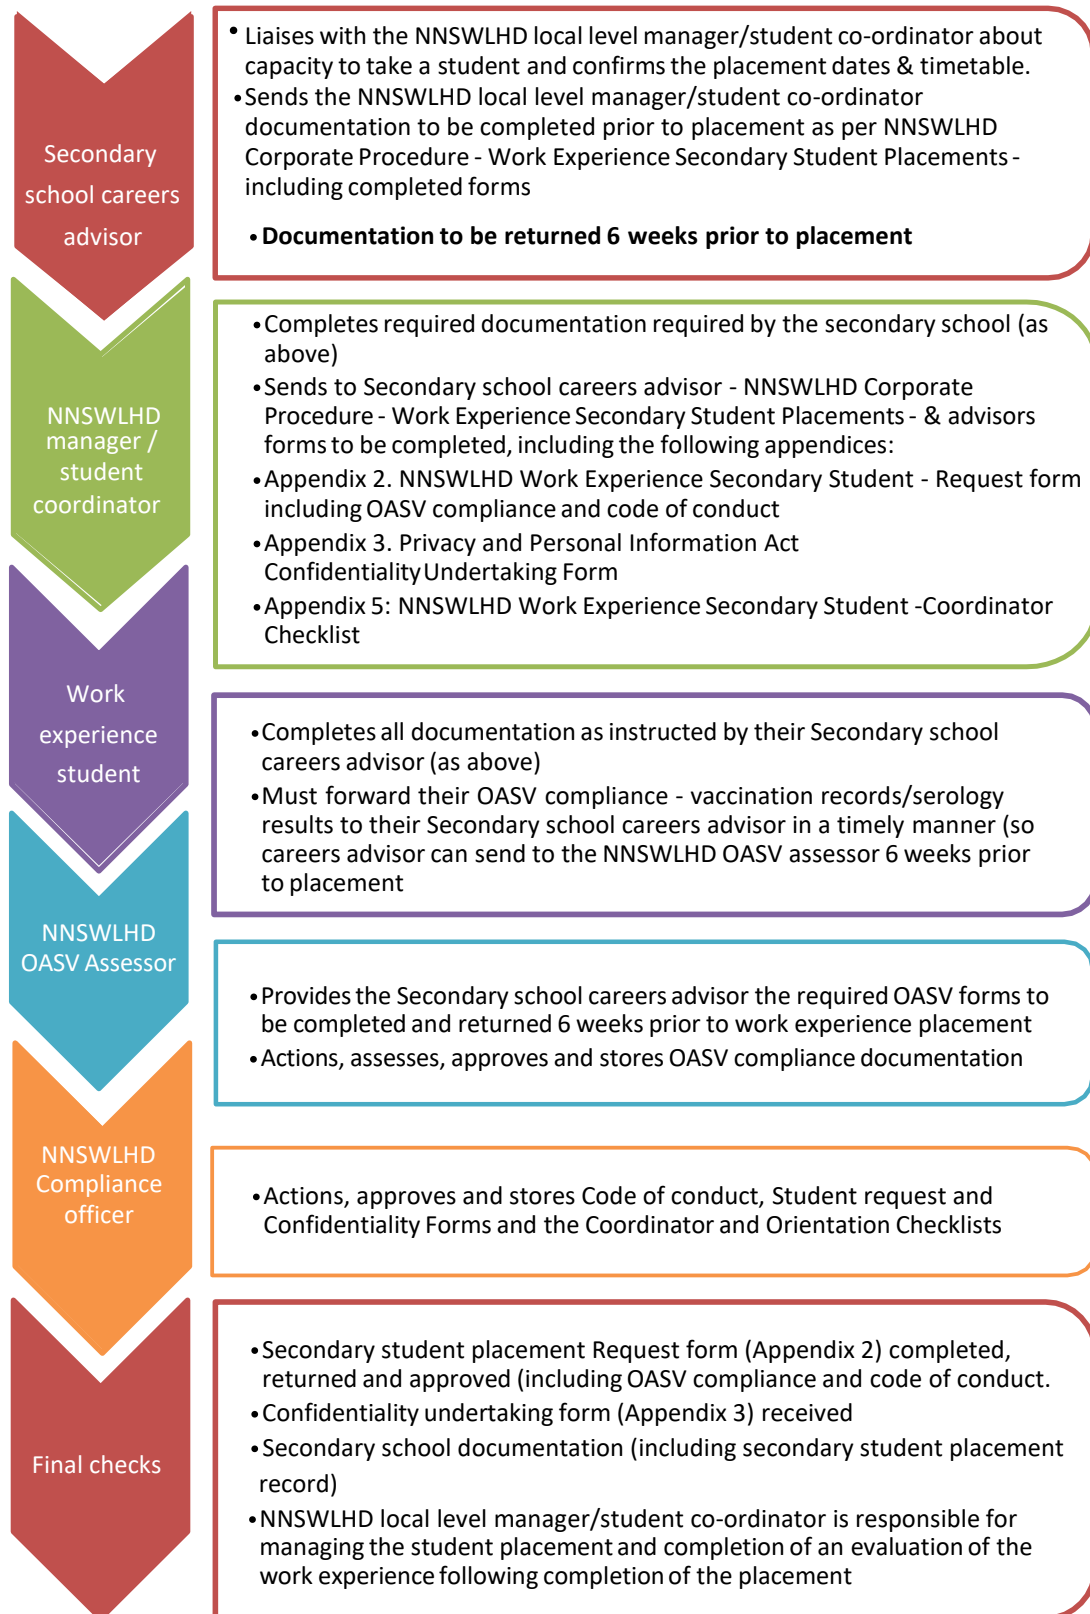 Secondary
school careers
advisor
• Liaises with the NNSWLHD local level manager/student co-ordinator about
capacity to take a student and confirms the placement dates & timetable.
• Sends the NNSWLHD local level manager/student co-ordinator
documentation to be completed prior to placement as per NNSWLHD
Corporate Procedure - Work Experience Secondary Student Placements -
including completed forms
• Documentation to be returned 6 weeks prior to placement
NNSWLHD
manager /
student
coordinator
• Completes required documentation required by the secondary school (as
above)
• Sends to Secondary school careers advisor - NNSWLHD Corporate
Procedure - Work Experience Secondary Student Placements - & advisors
forms to be completed, including the following appendices:
• Appendix 2. NNSWLHD Work Experience Secondary Student - Request form
including OASV compliance and code of conduct
• Appendix 3. Privacy and Personal Information Act
Confidentiality Undertaking Form
• Appendix 5: NNSWLHD Work Experience Secondary Student -Coordinator
Checklist
Work
experience
student
• Completes all documentation as instructed by their Secondary school
careers advisor (as above)
• Must forward their OASV compliance - vaccination records/serology
results to their Secondary school careers advisor in a timely manner (so
careers advisor can send to the NNSWLHD OASV assessor 6 weeks prior
to placement
NNSWLHD
OASV Assessor
• Provides the Secondary school careers advisor the required OASV forms to
be completed and returned 6 weeks prior to work experience placement
• Actions, assesses, approves and stores OASV compliance documentation
NNSWLHD
Compliance
officer
• Actions, approves and stores Code of conduct, Student request and
Confidentiality Forms and the Coordinator and Orientation Checklists
Final checks
• Secondary student placement Request form (Appendix 2) completed,
returned and approved (including OASV compliance and code of conduct.
• Confidentiality undertaking form (Appendix 3) received
• Secondary school documentation (including secondary student placement
record)
• NNSWLHD local level manager/student co-ordinator is responsible for
managing the student placement and completion of an evaluation of the
work experience following completion of the placement